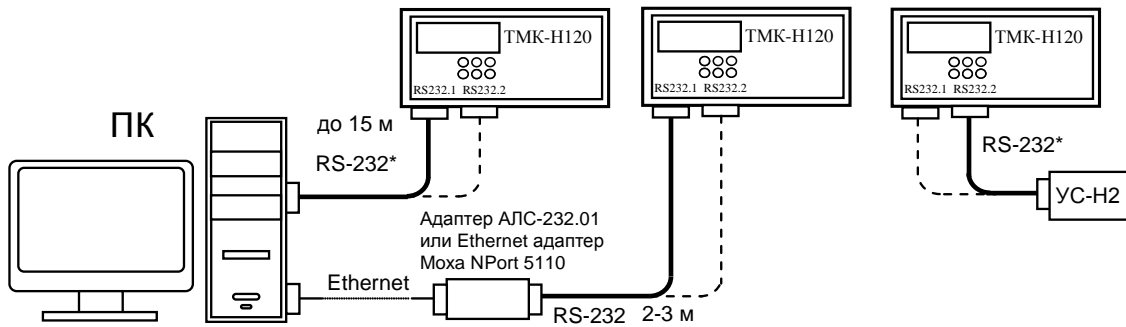 ТМК-Н120
RS232.1 RS232.2
ТМК-Н120
RS232.1 RS232.2
ТМК-Н120
RS232.1 RS232.2
ПК
до 15 м
RS-232*
RS-232*
УС-Н2
Адаптер АЛС-232.01
или Ethernet адаптер
Moxa NPort 5110
Ethernet
RS-232 2-3 м